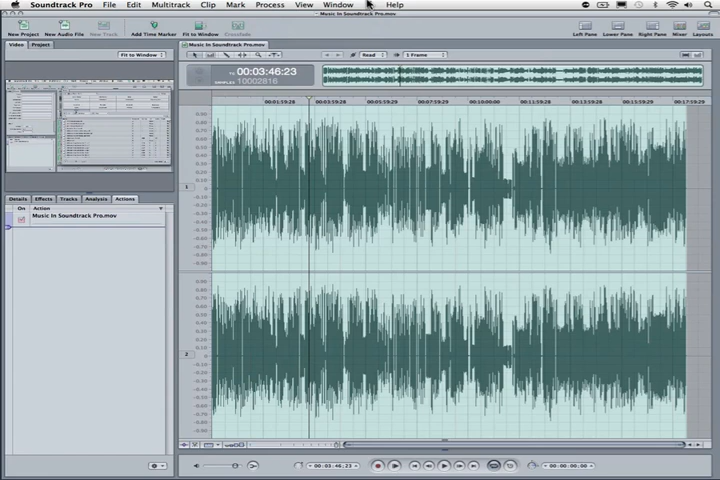 Soundtrack Pro File Edit Multitrack Clip Mark Process View Window Help
Music In Soundtrack Pro.mov
New Project New Audio File New Track Add Time Marker Fit to Window Crossfade Left Pane Lower Pane Right Pane Mixer Layouts
Video Project Music In Soundtrack Pro.mov
Fit to Window Read 1 Frame
TC 00:03:46:23
SAMPLES 10002816
00:01:59:28 00:03:59:28 00:05:59:29 00:07:59:29 00:10:00:00 00:11:59:28 00:13:59:28 00:15:59:29 00:17:59:29
Details Effects Tracks Analysis Actions
On Action
Music In Soundtrack Pro.mov
1
2
00:03:46:23 00:00:00:00